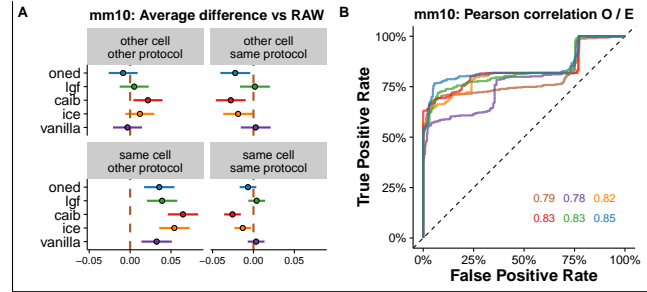 A
mm10: Average difference vs RAW
other cell
other protocol
other cell
same protocol
oned
lgf
caib
ice
vanilla
same cell
other protocol
same cell
same protocol
oned
lgf
caib
ice
vanilla
−0.05 0.00 0.05 −0.05 0.00 0.05
B
mm10: Pearson correlation O / E
True Positive Rate
100%
75%
50%
25%
0%
0.79 0.78 0.82
0.83 0.83 0.85
0% 25% 50% 75% 100%
False Positive Rate